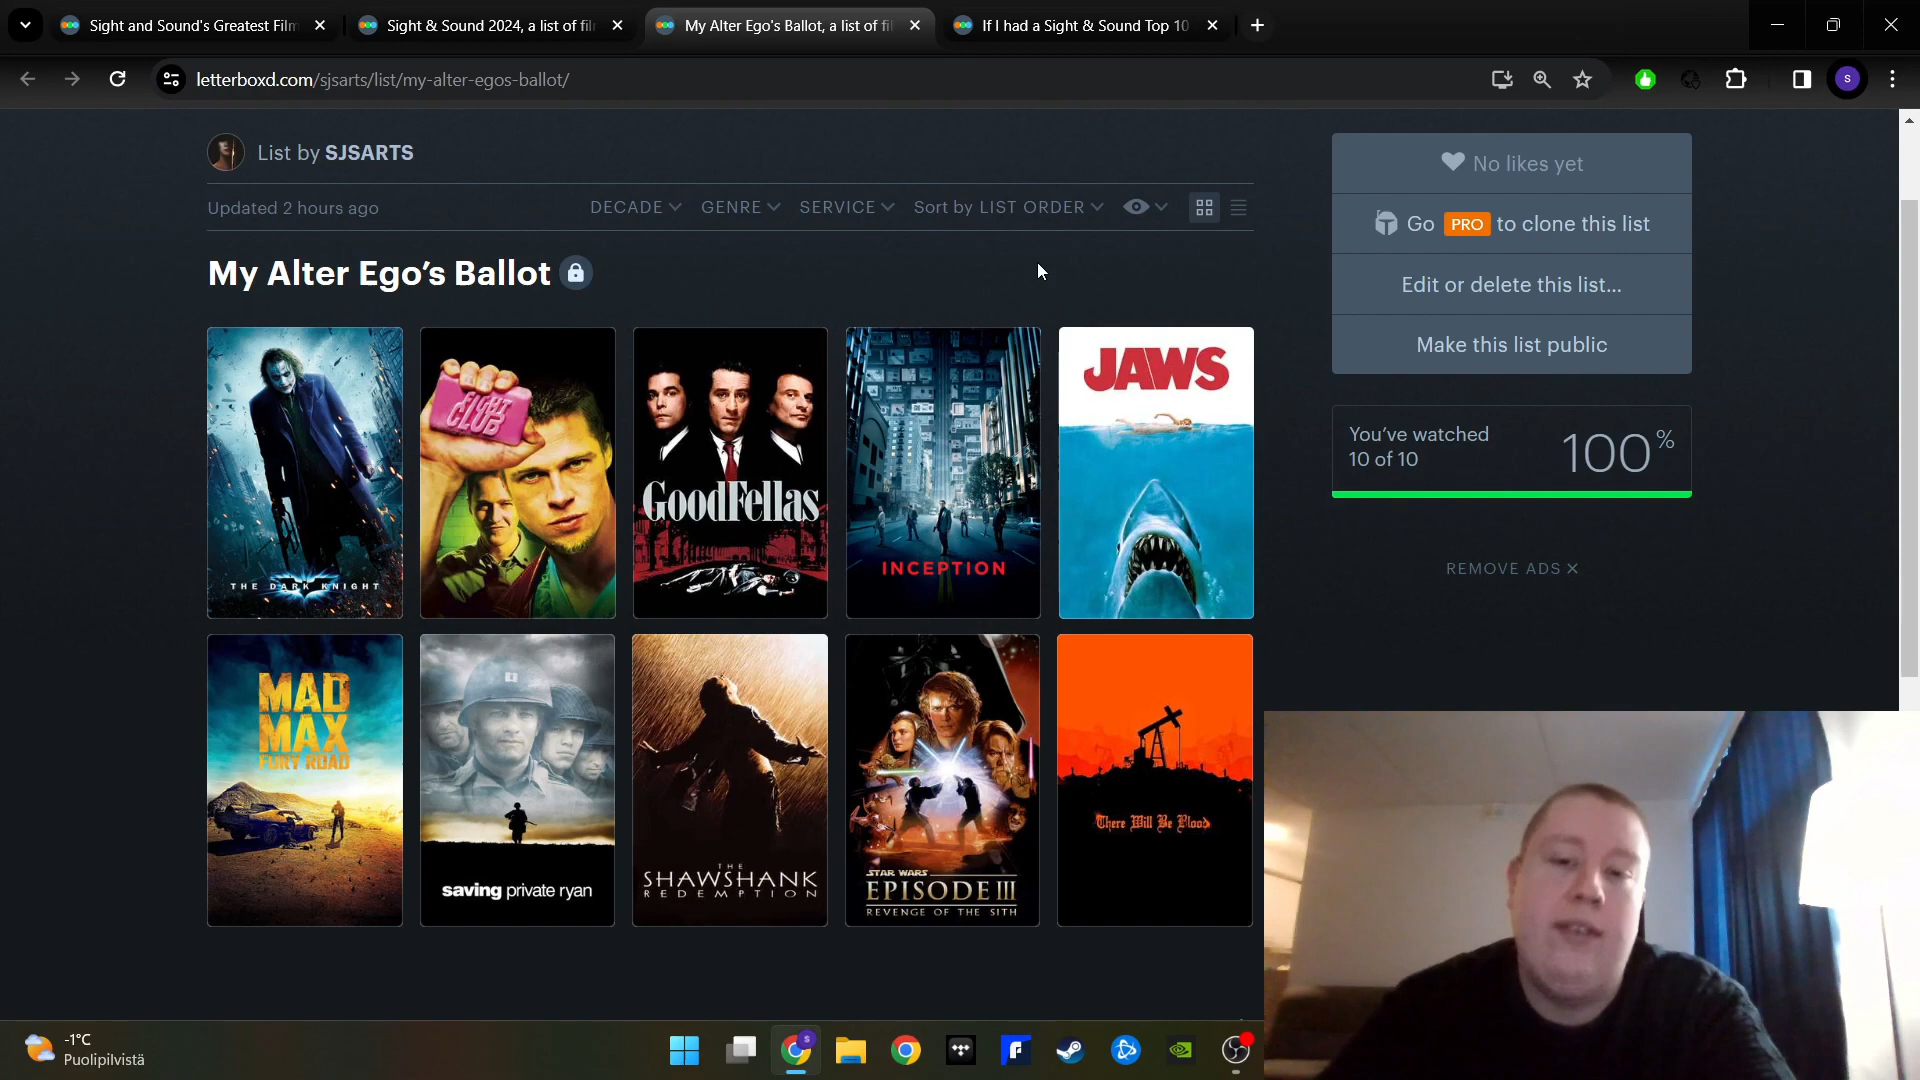 Sight and Sound's Greatest Film
Sight & Sound 2024, a list of fil
My Alter Ego's Ballot, a list of fi
If I had a Sight & Sound Top 10
letterboxd.com/sjsarts/list/my-alter-egos-ballot/
S
List by SJSARTS
Updated 2 hours ago
DECADE GENRE SERVICE Sort by LIST ORDER
My Alter Ego's Ballot
No likes yet
Go PRO to clone this list
Edit or delete this list...
Make this list public
You've watched
10 of 10
100%
REMOVE ADS
THE DARK KNIGHT
FIGHT
CLUB
GoodFellas
INCEPTION
JAWS
MAD
MAX
FURY ROAD
saving private ryan
THE
SHAWSHANK
REDEMPTION
STAR WARS
EPISODE III
REVENGE OF THE SITH
There Will Be Blood
-1°C
Puolipilvistä